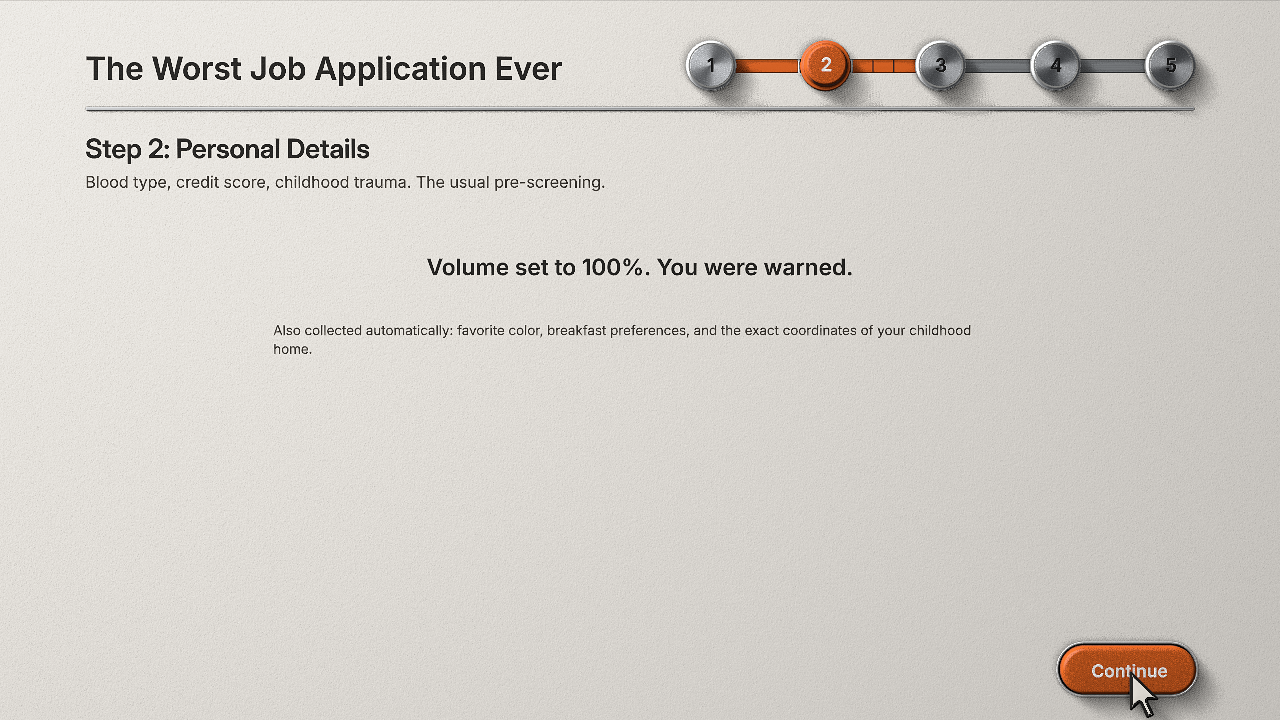 The Worst Job Application Ever
1 2 3 4 5
Step 2: Personal Details
Blood type, credit score, childhood trauma. The usual pre-screening.
Volume set to 100%. You were warned.
Also collected automatically: favorite color, breakfast preferences, and the exact coordinates of your childhood
home.
Continue